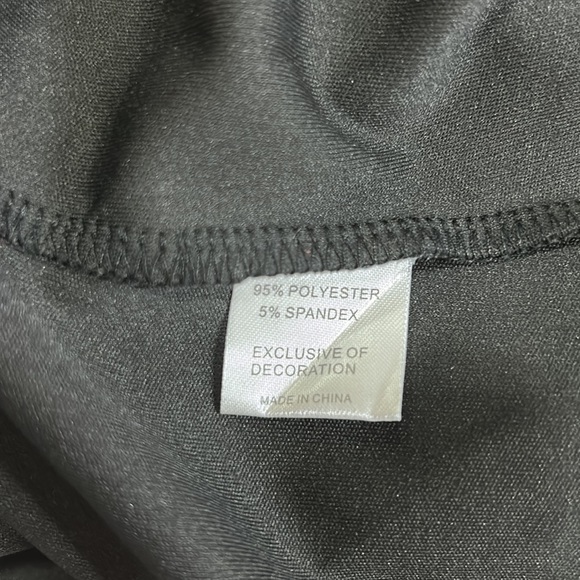 95% POLYESTER
5% SPANDEX
EXCLUSIVE OF
DECORATION
MADE IN CHINA